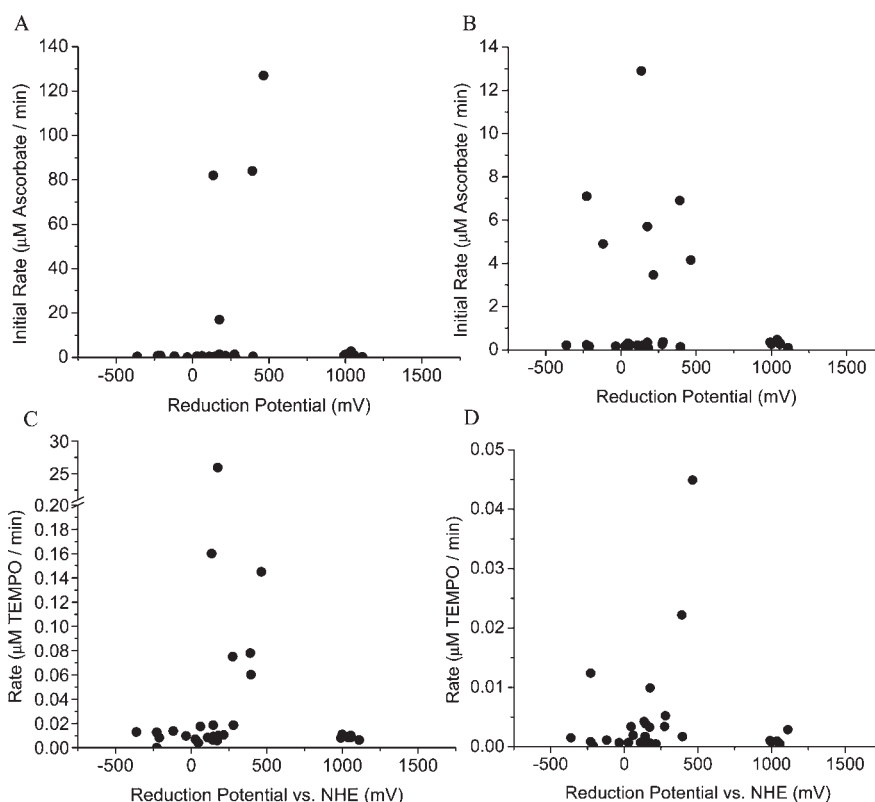 A
Initial Rate (µM Ascorbate / min)
140
120
100
80
60
40
20
0
-500 0 500 1000 1500
Reduction Potential (mV)
B
Initial Rate (µM Ascorbate / min)
14
12
10
8
6
4
2
0
-500 0 500 1000 1500
Reduction Potential (mV)
C
Rate (µM TEMPO / min)
30
25
0.20
0.18
0.16
0.14
0.12
0.10
0.08
0.06
0.04
0.02
0.00
-500 0 500 1000 1500
Reduction Potential vs. NHE (mV)
D
Rate (µM TEMPO / min)
0.05
0.04
0.03
0.02
0.01
0.00
-500 0 500 1000 1500
Reduction Potential vs. NHE (mV)